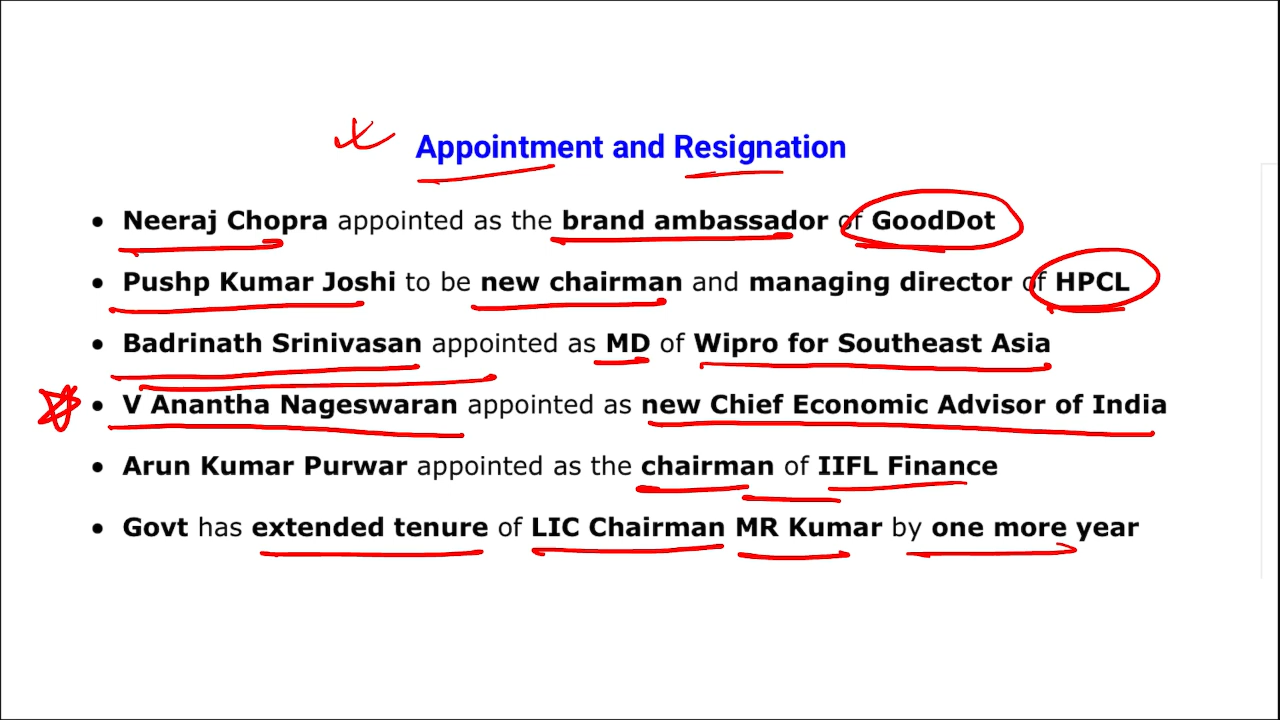 Appointment and Resignation
• Neeraj Chopra appointed as the brand ambassador of GoodDot
• Pushp Kumar Joshi to be new chairman and managing director of HPCL
• Badrinath Srinivasan appointed as MD of Wipro for Southeast Asia
• V Anantha Nageswaran appointed as new Chief Economic Advisor of India
• Arun Kumar Purwar appointed as the chairman of IIFL Finance
• Govt has extended tenure of LIC Chairman MR Kumar by one more year